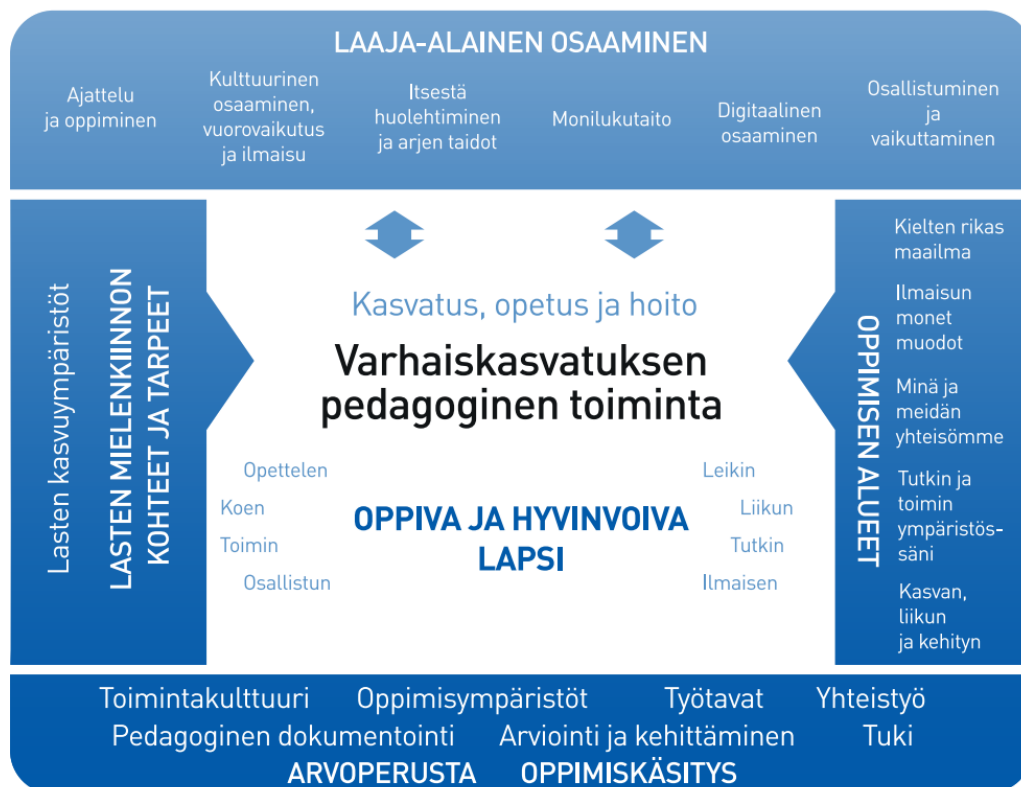 LAAJA-ALAINEN OSAAMINEN
Ajattelu
ja oppiminen
Kulttuurinen
osaaminen,
vuorovaikutus
ja ilmaisu
Itsestä
huolehtiminen
ja arjen taidot
Monilukutaito
Digitaalinen
osaaminen
Osallistuminen
ja
vaikuttaminen
Lasten kasvuympäristöt
LASTEN MIELENKIINNON
KOHTEET JA TARPEET
Kasvatus, opetus ja hoito
Varhaiskasvatuksen
pedagoginen toiminta
Opettelen
Koen
Toimin
Osallistun
OPPIVA JA HYVINVOIVA
LAPSI
Leikin
Liikun
Tutkin
Ilmaisen
OPPIMISEN ALUEET
Kielten rikas
maailma
Ilmaisun
monet
muodot
Minä ja
meidän
yhteisömme
Tutkin ja
toimin
ympäristös-
säni
Kasvan,
liikun
ja kehityn
Toimintakulttuuri Oppimisympäristöt Työtavat Yhteistyö
Pedagoginen dokumentointi Arviointi ja kehittäminen Tuki
ARVOPERUSTA OPPIMISKÄSITYS